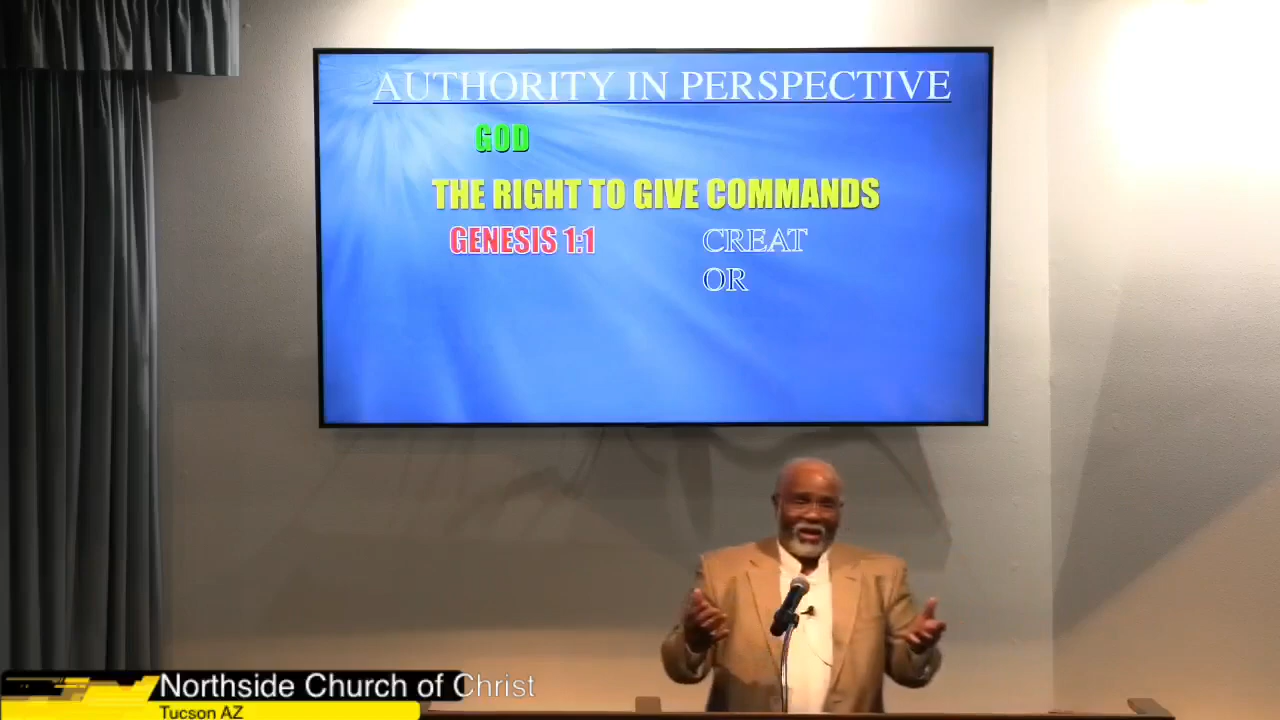 AUTHORITY IN PERSPECTIVE
GOD
THE RIGHT TO GIVE COMMANDS
GENESIS 1:1 CREAT
OR
Northside Church of Christ
Tucson AZ